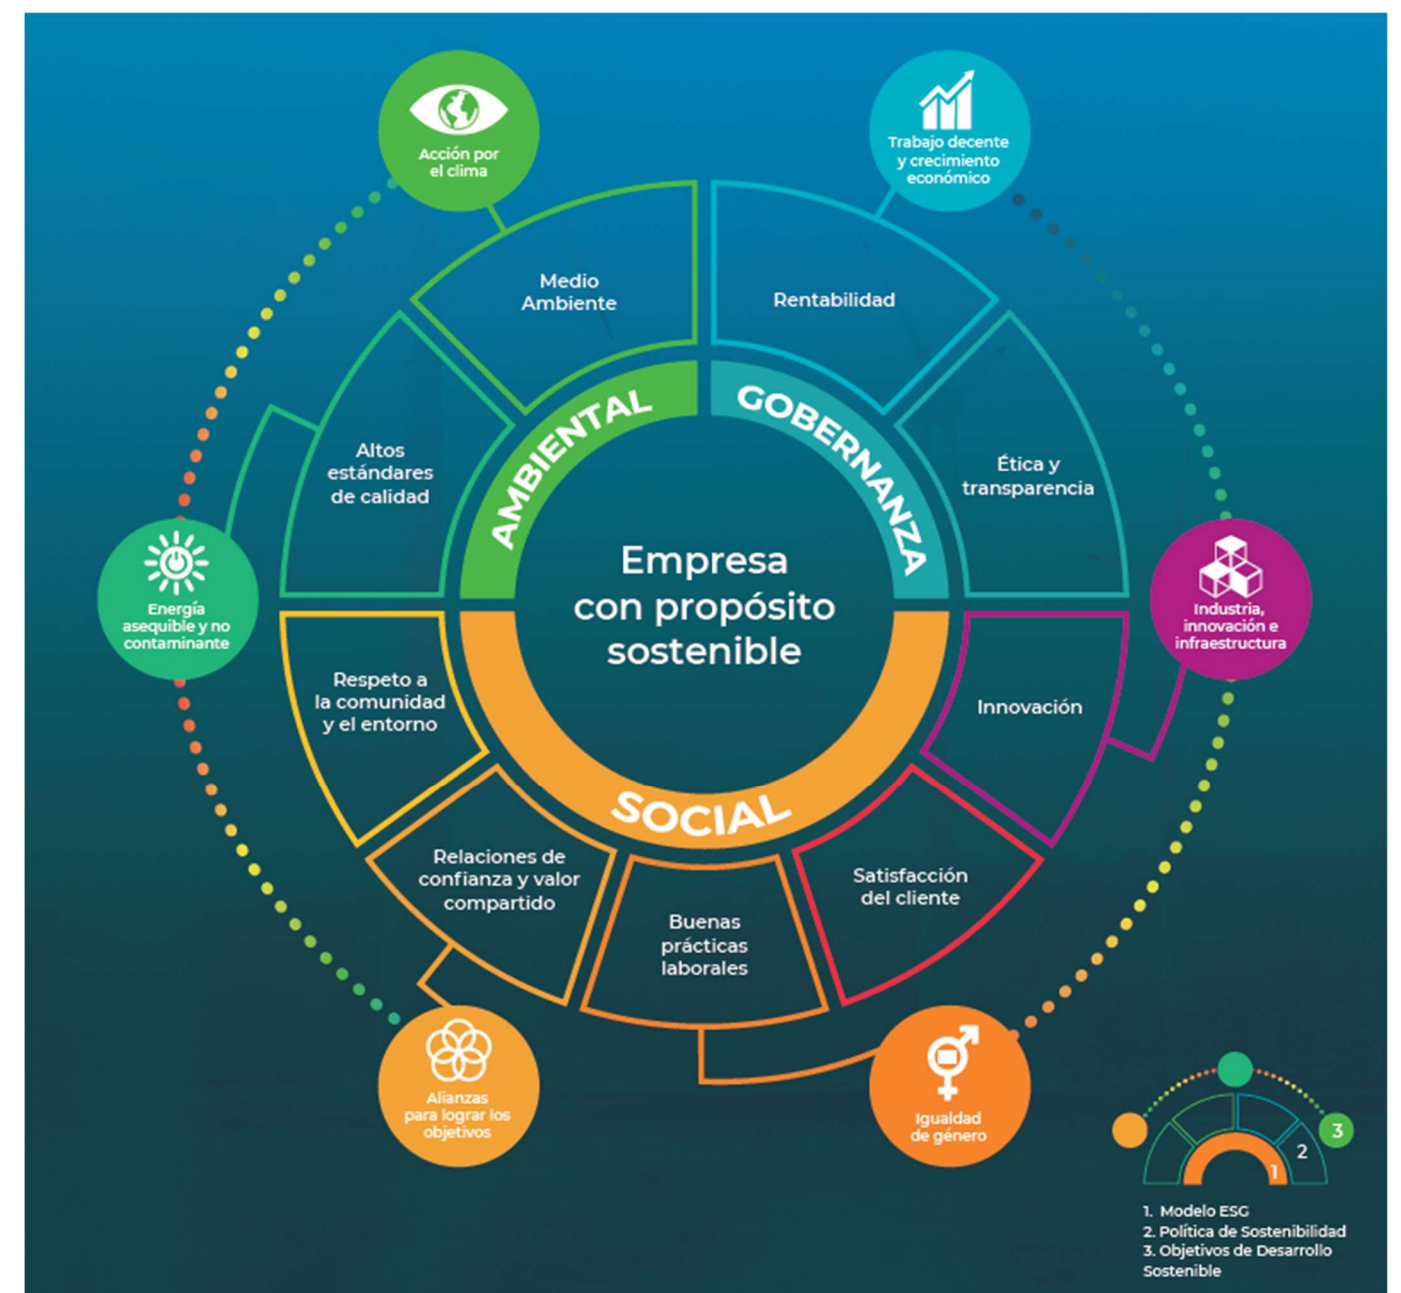 Acción por
el clima
Trabajo decente
y crecimiento
económico
Medio
Ambiente
Rentabilidad
AMBIENTAL
GOBERNANZA
Altos
estándares
de calidad
Ética y
transparencia
Empresa
con propósito
sostenible
Energía
asequible y no
contaminante
Industria,
innovación e
infraestructura
Respeto a
la comunidad
y el entorno
Innovación
SOCIAL
Relaciones de
confianza y valor
compartido
Satisfacción
del cliente
Buenas
prácticas
laborales
Alianzas
para lograr los
objetivos
Igualdad
de género
3
2
1
1. Modelo ESG
2. Política de Sostenibilidad
3. Objetivos de Desarrollo
Sostenible